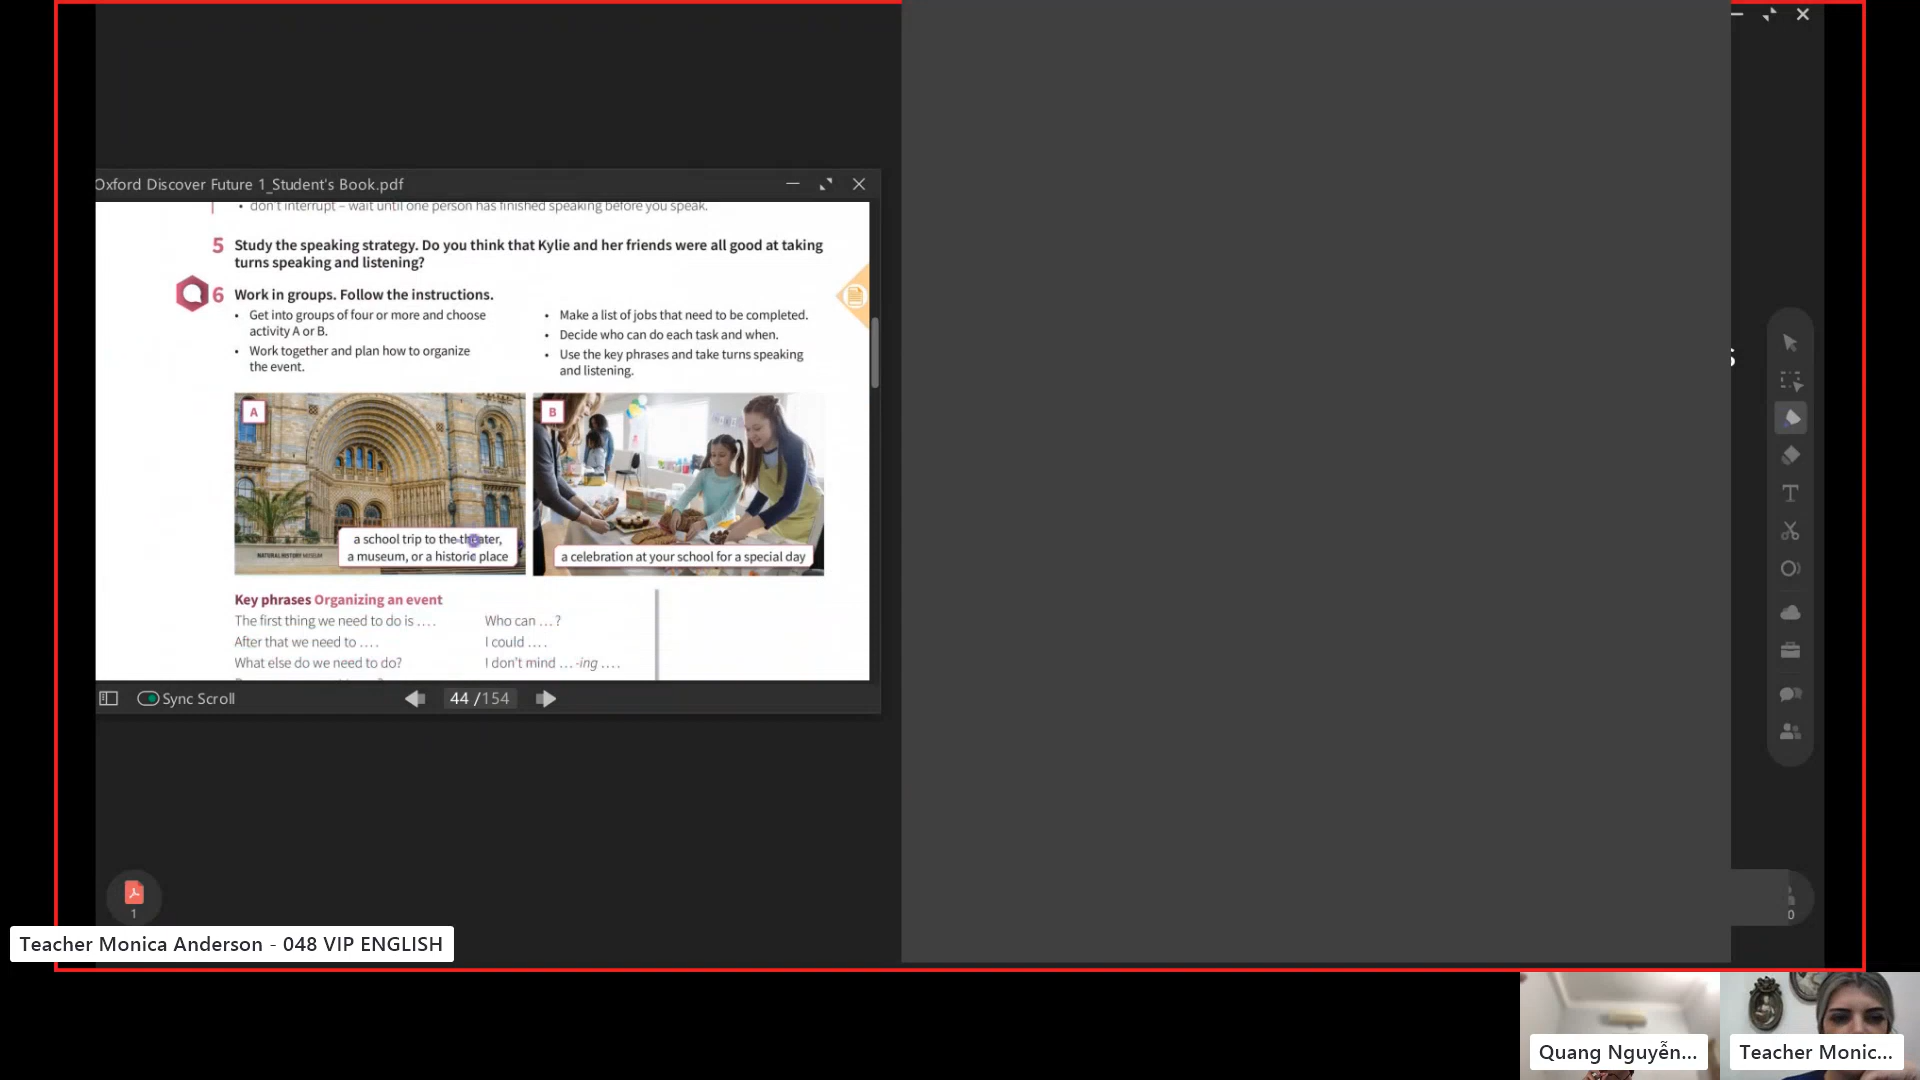 Oxford Discover Future 1_Student's Book.pdf
• don't interrupt – wait until one person has finished speaking before you speak.
5 Study the speaking strategy. Do you think that Kylie and her friends were all good at taking
turns speaking and listening?
6 Work in groups. Follow the instructions.
• Get into groups of four or more and choose
activity A or B.
• Work together and plan how to organize
the event.
• Make a list of jobs that need to be completed.
• Decide who can do each task and when.
• Use the key phrases and take turns speaking
and listening.
A
NATURAL HISTORY MUSEUM
a school trip to the theater,
a museum, or a historic place
B
a celebration at your school for a special day
Key phrases Organizing an event
The first thing we need to do is ....
After that we need to ....
What else do we need to do?
Who can ...?
I could ....
I don't mind ... -ing ....
Sync Scroll
44 /154
1
s
T
0
Teacher Monica Anderson - 048 VIP ENGLISH
Quang Nguyễn...
Teacher Monic...